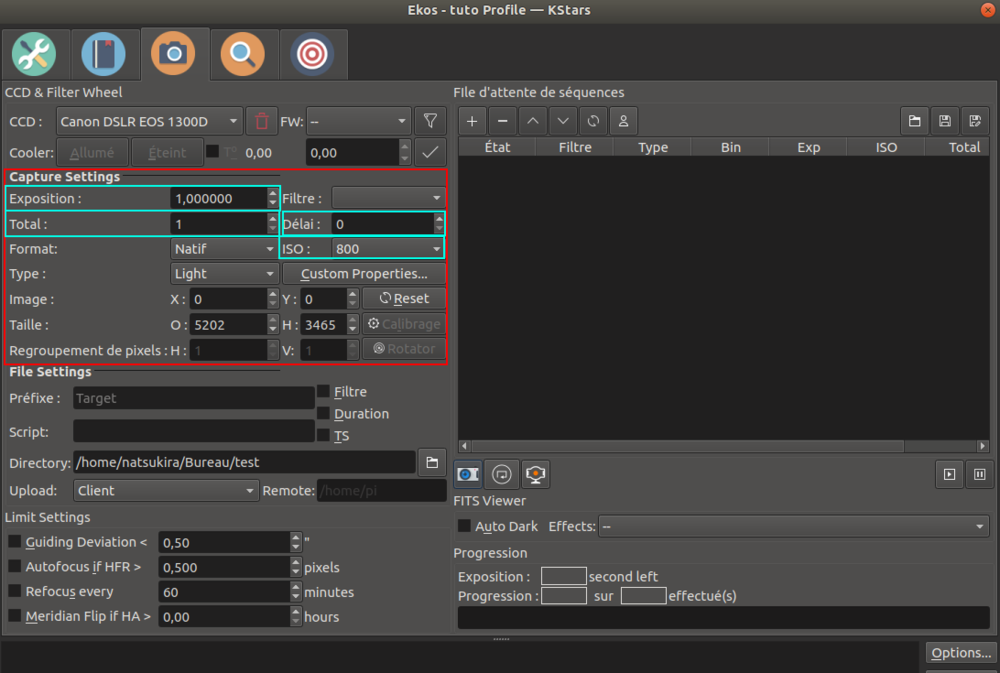 Ekos - tuto Profile — KStars
CCD & Filter Wheel
CCD : Canon DSLR EOS 1300D FW: --
Cooler: Allumé Éteint T° 0,00 0,00
Capture Settings
Exposition : 1,000000 Filtre :
Total : 1 Délai : 0
Format: Natif ISO : 800
Type : Light Custom Properties...
Image : X : 0 Y : 0 Reset
Taille : O : 5202 H : 3465 Calibrage
Regroupement de pixels : H : 1 V: 1 Rotator
File Settings
Préfixe : Target Filtre
Duration
Script: TS
Directory: /home/natsukira/Bureau/test
Upload: Client Remote: /home/pi
Limit Settings
Guiding Deviation < 0,50 "
Autofocus if HFR > 0,500 pixels
Refocus every 60 minutes
Meridian Flip if HA > 0,00 hours
FIle d'attente de séquences
État Filtre Type Bin Exp ISO Total
FITS Viewer
Auto Dark Effects: --
Progression
Exposition : second left
Progression : sur effectué(s)
Options...